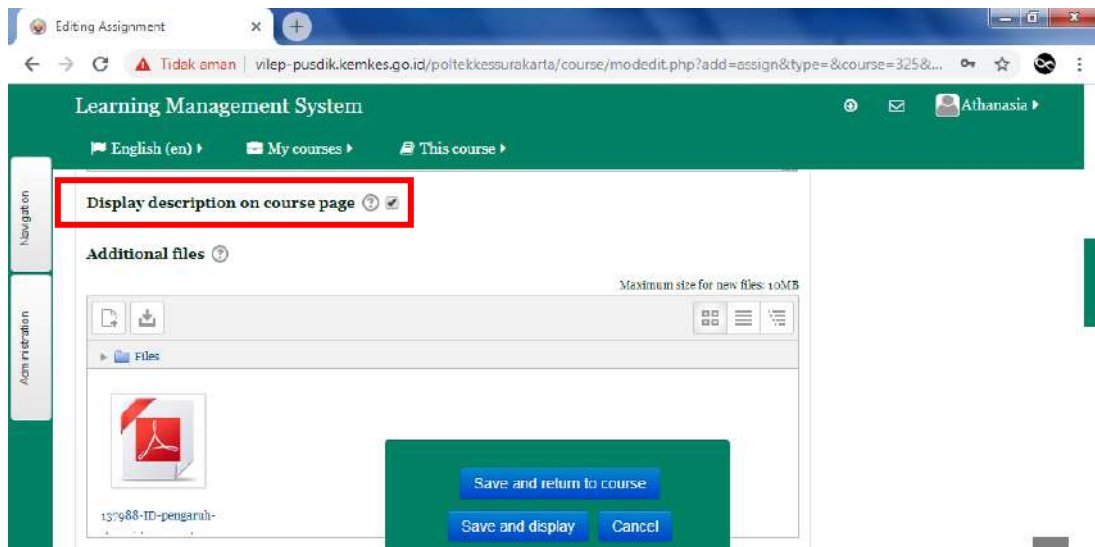 Editing Assignment
Tidak aman | vilep-pusdik.kemkes.go.id/poltekkessurakarta/course/modedit.php?add=assign&type=&course=325&...
Learning Management System
Athanasia
English (en)
My courses
This course
Navigation
Display description on course page
Additional files
Maximum size for new files: 10MB
Administration
Files
Save and return to course
137988-ID-pengaruh-
Save and display
Cancel